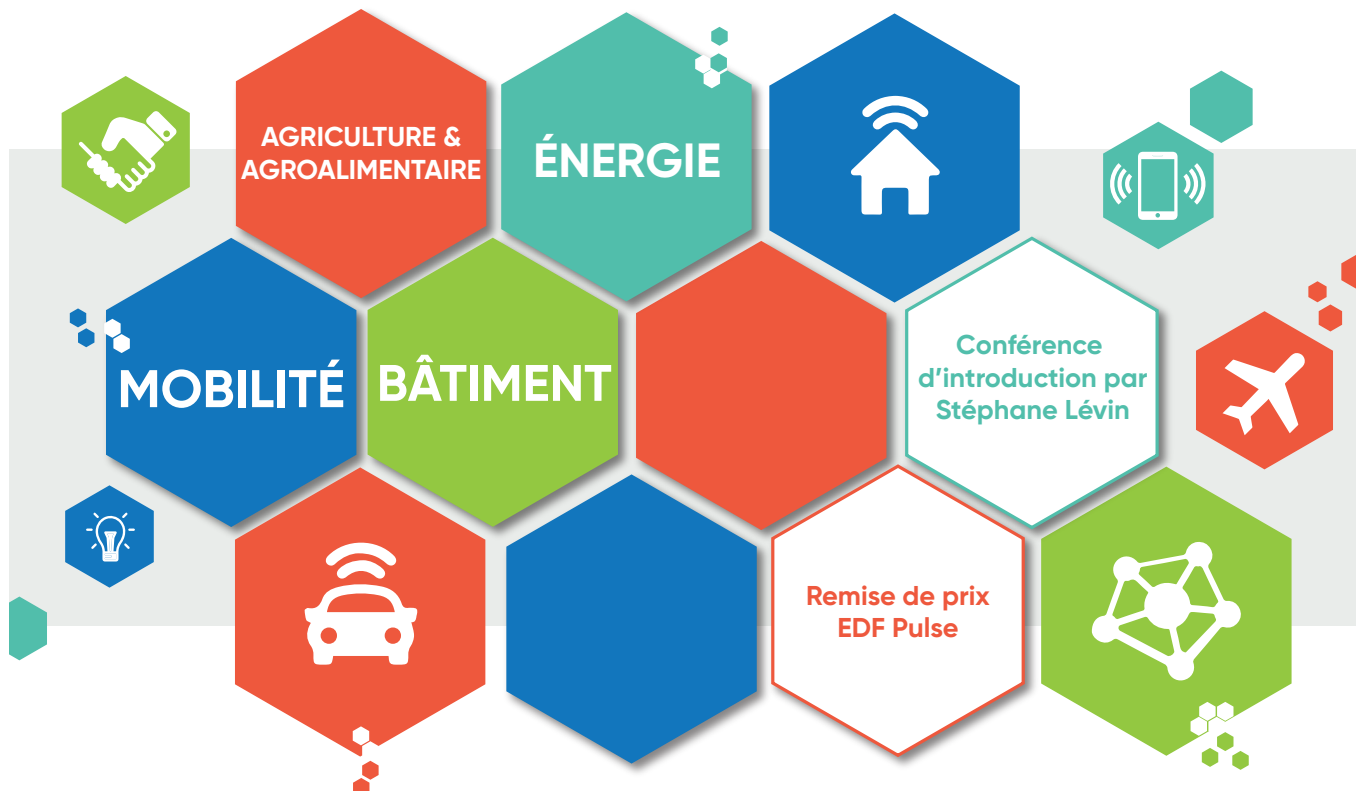 AGRICULTURE &
AGROALIMENTAIRE
ÉNERGIE
MOBILITÉ
BÂTIMENT
Conférence
d’introduction par
Stéphane Lévin
Remise de prix
EDF Pulse